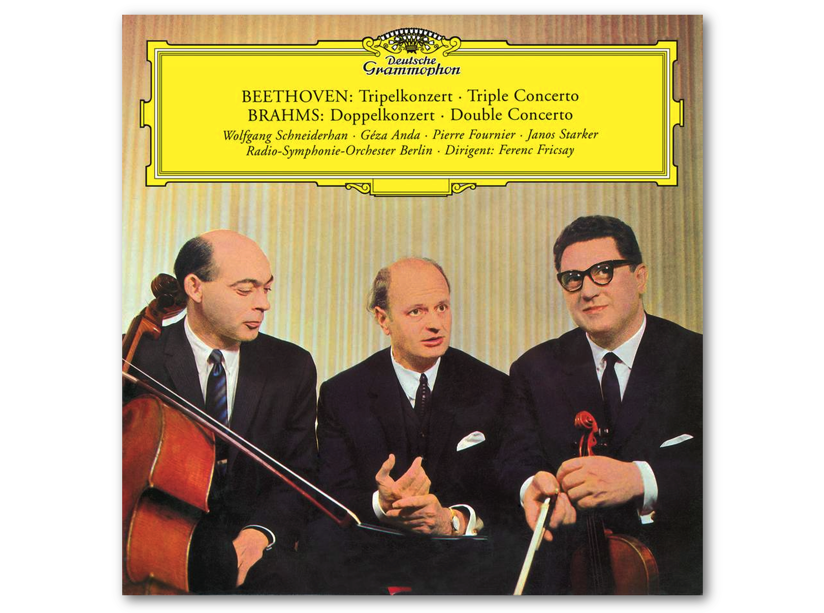 Deutsche
Grammophon
BEETHOVEN: Tripelkonzert · Triple Concerto
BRAHMS: Doppelkonzert · Double Concerto
Wolfgang Schneiderhan · Géza Anda · Pierre Fournier · Janos Starker
Radio-Symphonie-Orchester Berlin · Dirigent: Ferenc Fricsay